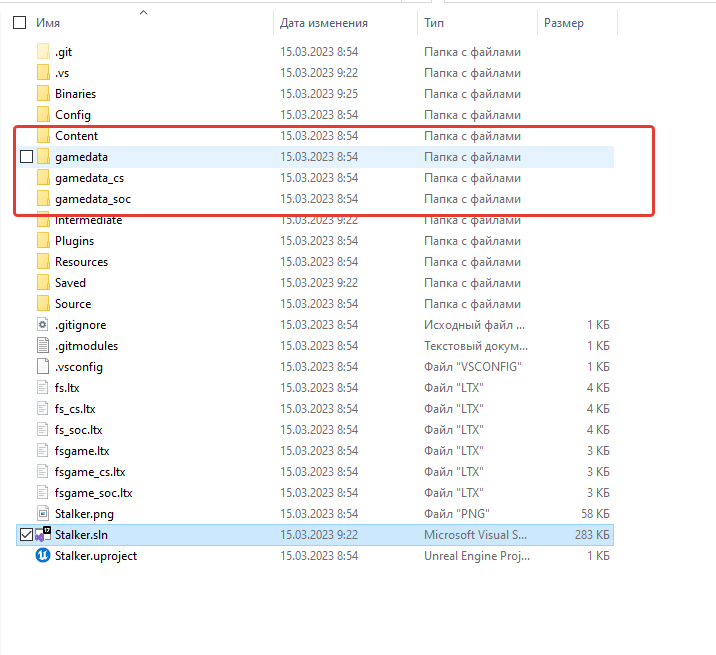 Имя Дата изменения Тип Размер
.git 15.03.2023 8:54 Папка с файлами
.vs 15.03.2023 9:22 Папка с файлами
Binaries 15.03.2023 9:25 Папка с файлами
Config 15.03.2023 8:54 Папка с файлами
Content 15.03.2023 8:54 Папка с файлами
gamedata 15.03.2023 8:54 Папка с файлами
gamedata_cs 15.03.2023 8:54 Папка с файлами
gamedata_soc 15.03.2023 8:54 Папка с файлами
Intermediate 15.03.2023 9:22 Папка с файлами
Plugins 15.03.2023 8:54 Папка с файлами
Resources 15.03.2023 8:54 Папка с файлами
Saved 15.03.2023 9:22 Папка с файлами
Source 15.03.2023 8:54 Папка с файлами
.gitignore 15.03.2023 8:54 Исходный файл ... 1 КБ
.gitmodules 15.03.2023 8:54 Текстовый докум... 1 КБ
.vsconfig 15.03.2023 8:54 Файл "VSCONFIG" 1 КБ
fs.ltx 15.03.2023 8:54 Файл "LTX" 4 КБ
fs_cs.ltx 15.03.2023 8:54 Файл "LTX" 4 КБ
fs_soc.ltx 15.03.2023 8:54 Файл "LTX" 4 КБ
fsgame.ltx 15.03.2023 8:54 Файл "LTX" 3 КБ
fsgame_cs.ltx 15.03.2023 8:54 Файл "LTX" 3 КБ
fsgame_soc.ltx 15.03.2023 8:54 Файл "LTX" 3 КБ
Stalker.png 15.03.2023 8:54 Файл "PNG" 58 КБ
Stalker.sln 15.03.2023 9:22 Microsoft Visual S... 283 КБ
Stalker.uproject 15.03.2023 8:54 Unreal Engine Proj... 1 КБ